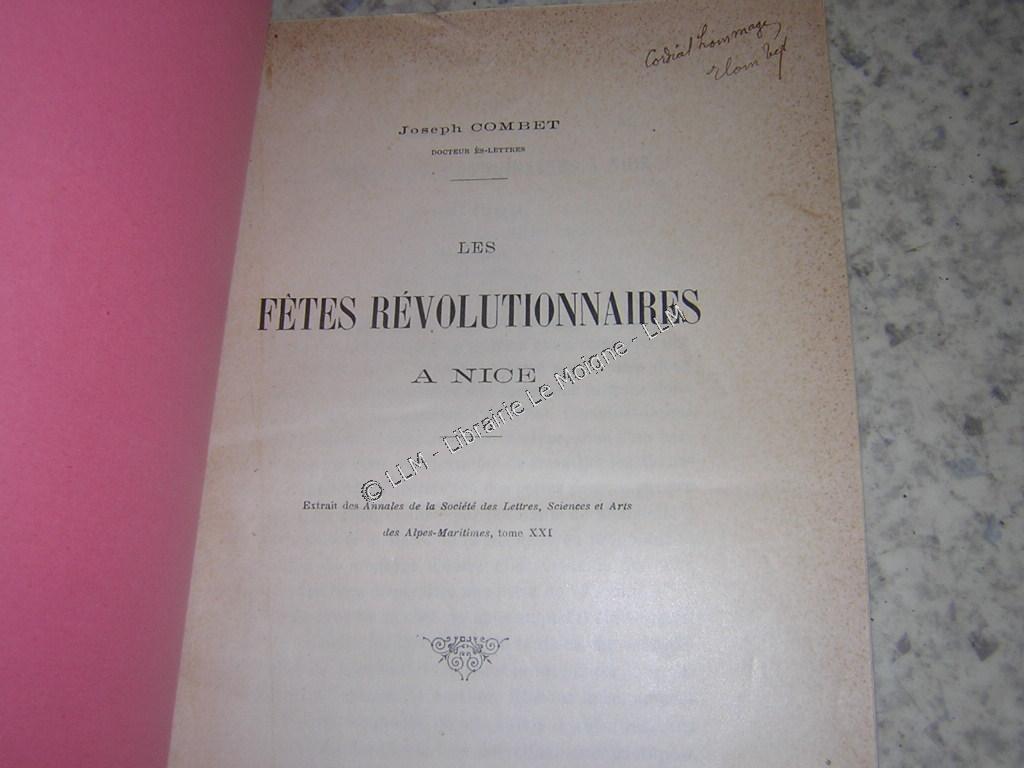 Cordial hommage
Joseph COMBET
DOCTEUR ÈS-LETTRES
LES
FÈTES RÉVOLUTIONNAIRES
A NICE
© LLM - Librairie Le Moigne - LLM
Extrait des Annales de la Société des Lettres, Sciences et Arts
des Alpes-Maritimes, tome XXI